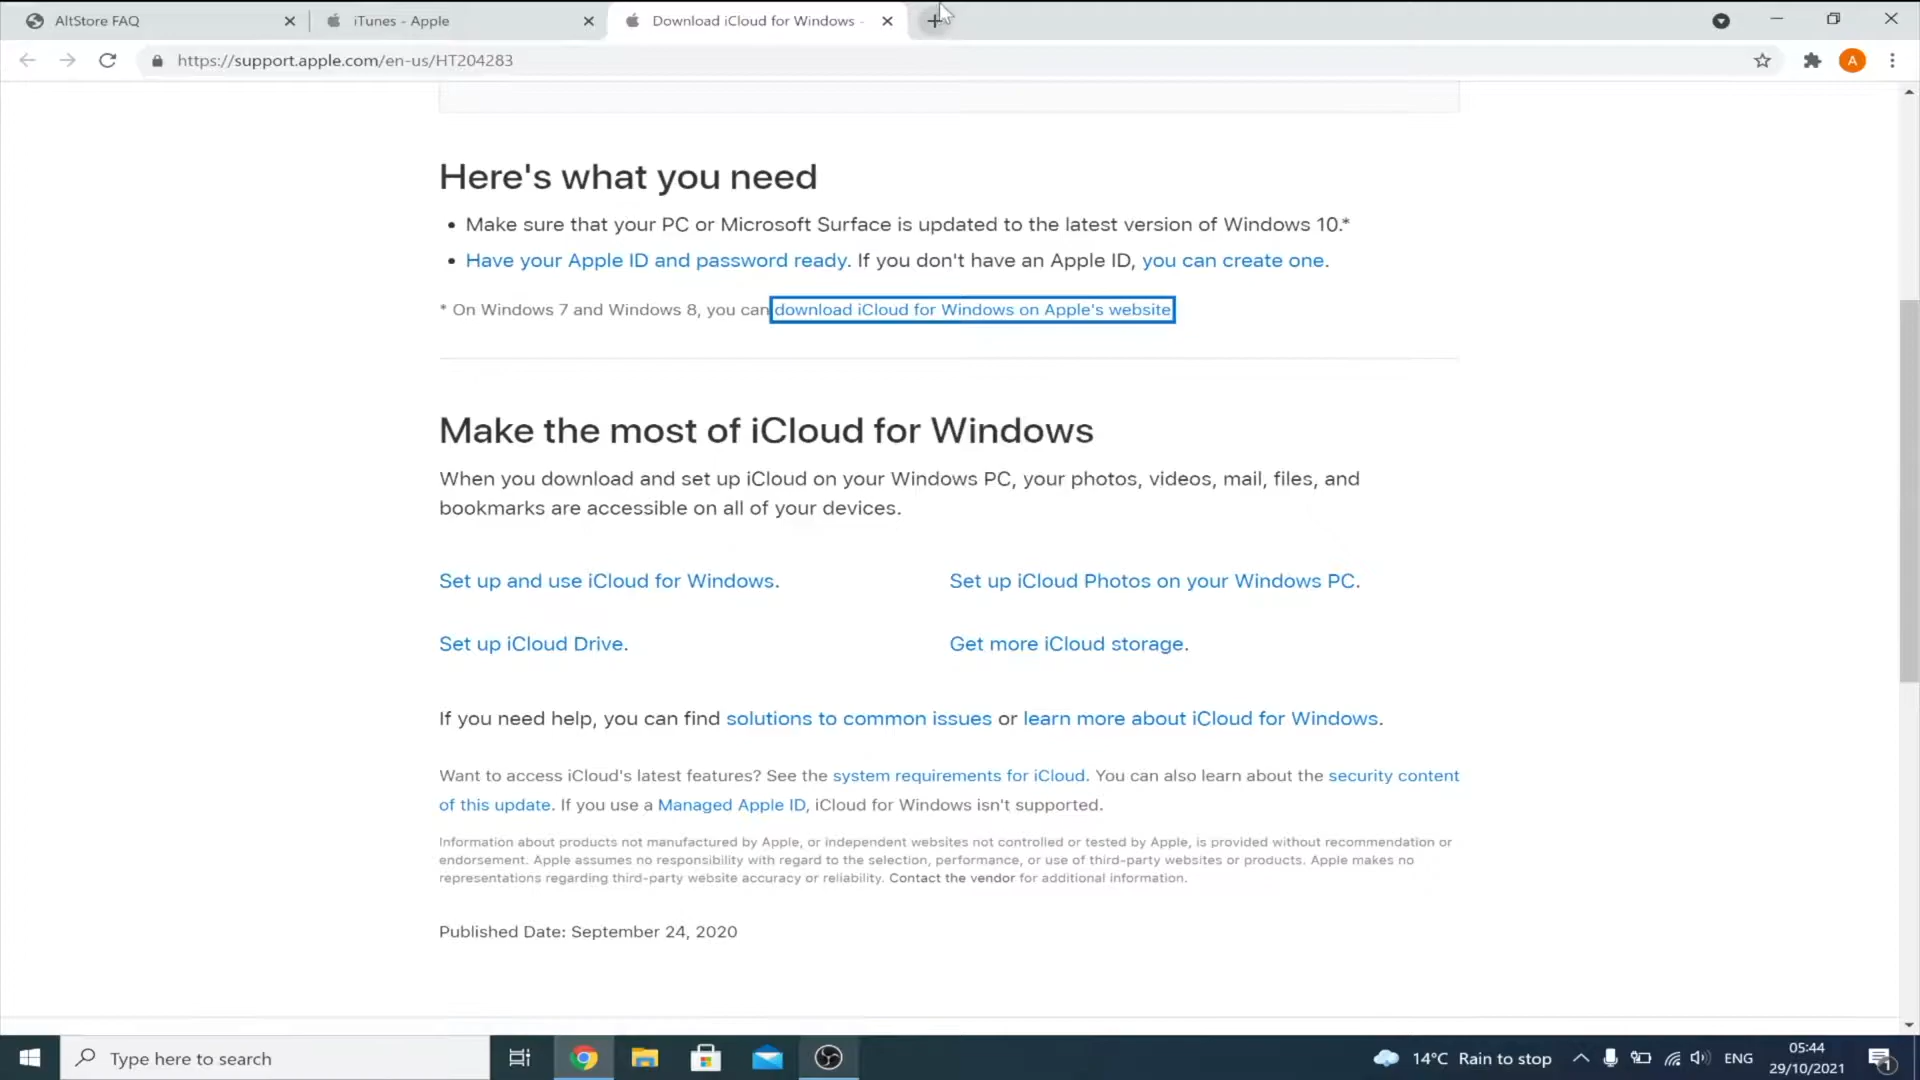 AltStore FAQ
iTunes - Apple
Download iCloud for Windows -
https://support.apple.com/en-us/HT204283
A
Here's what you need
• Make sure that your PC or Microsoft Surface is updated to the latest version of Windows 10.*
• Have your Apple ID and password ready. If you don't have an Apple ID, you can create one.
* On Windows 7 and Windows 8, you can download iCloud for Windows on Apple's website
Make the most of iCloud for Windows
When you download and set up iCloud on your Windows PC, your photos, videos, mail, files, and
bookmarks are accessible on all of your devices.
Set up and use iCloud for Windows.
Set up iCloud Photos on your Windows PC.
Set up iCloud Drive.
Get more iCloud storage.
If you need help, you can find solutions to common issues or learn more about iCloud for Windows.
Want to access iCloud's latest features? See the system requirements for iCloud. You can also learn about the security content
of this update. If you use a Managed Apple ID, iCloud for Windows isn't supported.
Information about products not manufactured by Apple, or independent websites not controlled or tested by Apple, is provided without recommendation or
endorsement. Apple assumes no responsibility with regard to the selection, performance, or use of third-party websites or products. Apple makes no
representations regarding third-party website accuracy or reliability. Contact the vendor for additional information.
Published Date: September 24, 2020
Type here to search
14°C Rain to stop
ENG
05:44
29/10/2021
1